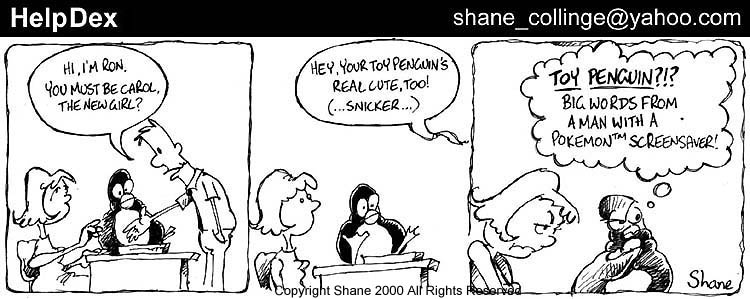 HelpDex
shane_collinge@yahoo.com
HI, I'M RON.
YOU MUST BE CAROL,
THE NEW GIRL?
HEY, YOUR TOY PENGUIN'S
REAL CUTE, TOO!
(...SNICKER...)
TOY PENGUIN?!?
BIG WORDS FROM
A MAN WITH A
POKEMON™ SCREENSAVER!
Shane
Copyright Shane 2000 All Rights Reserved